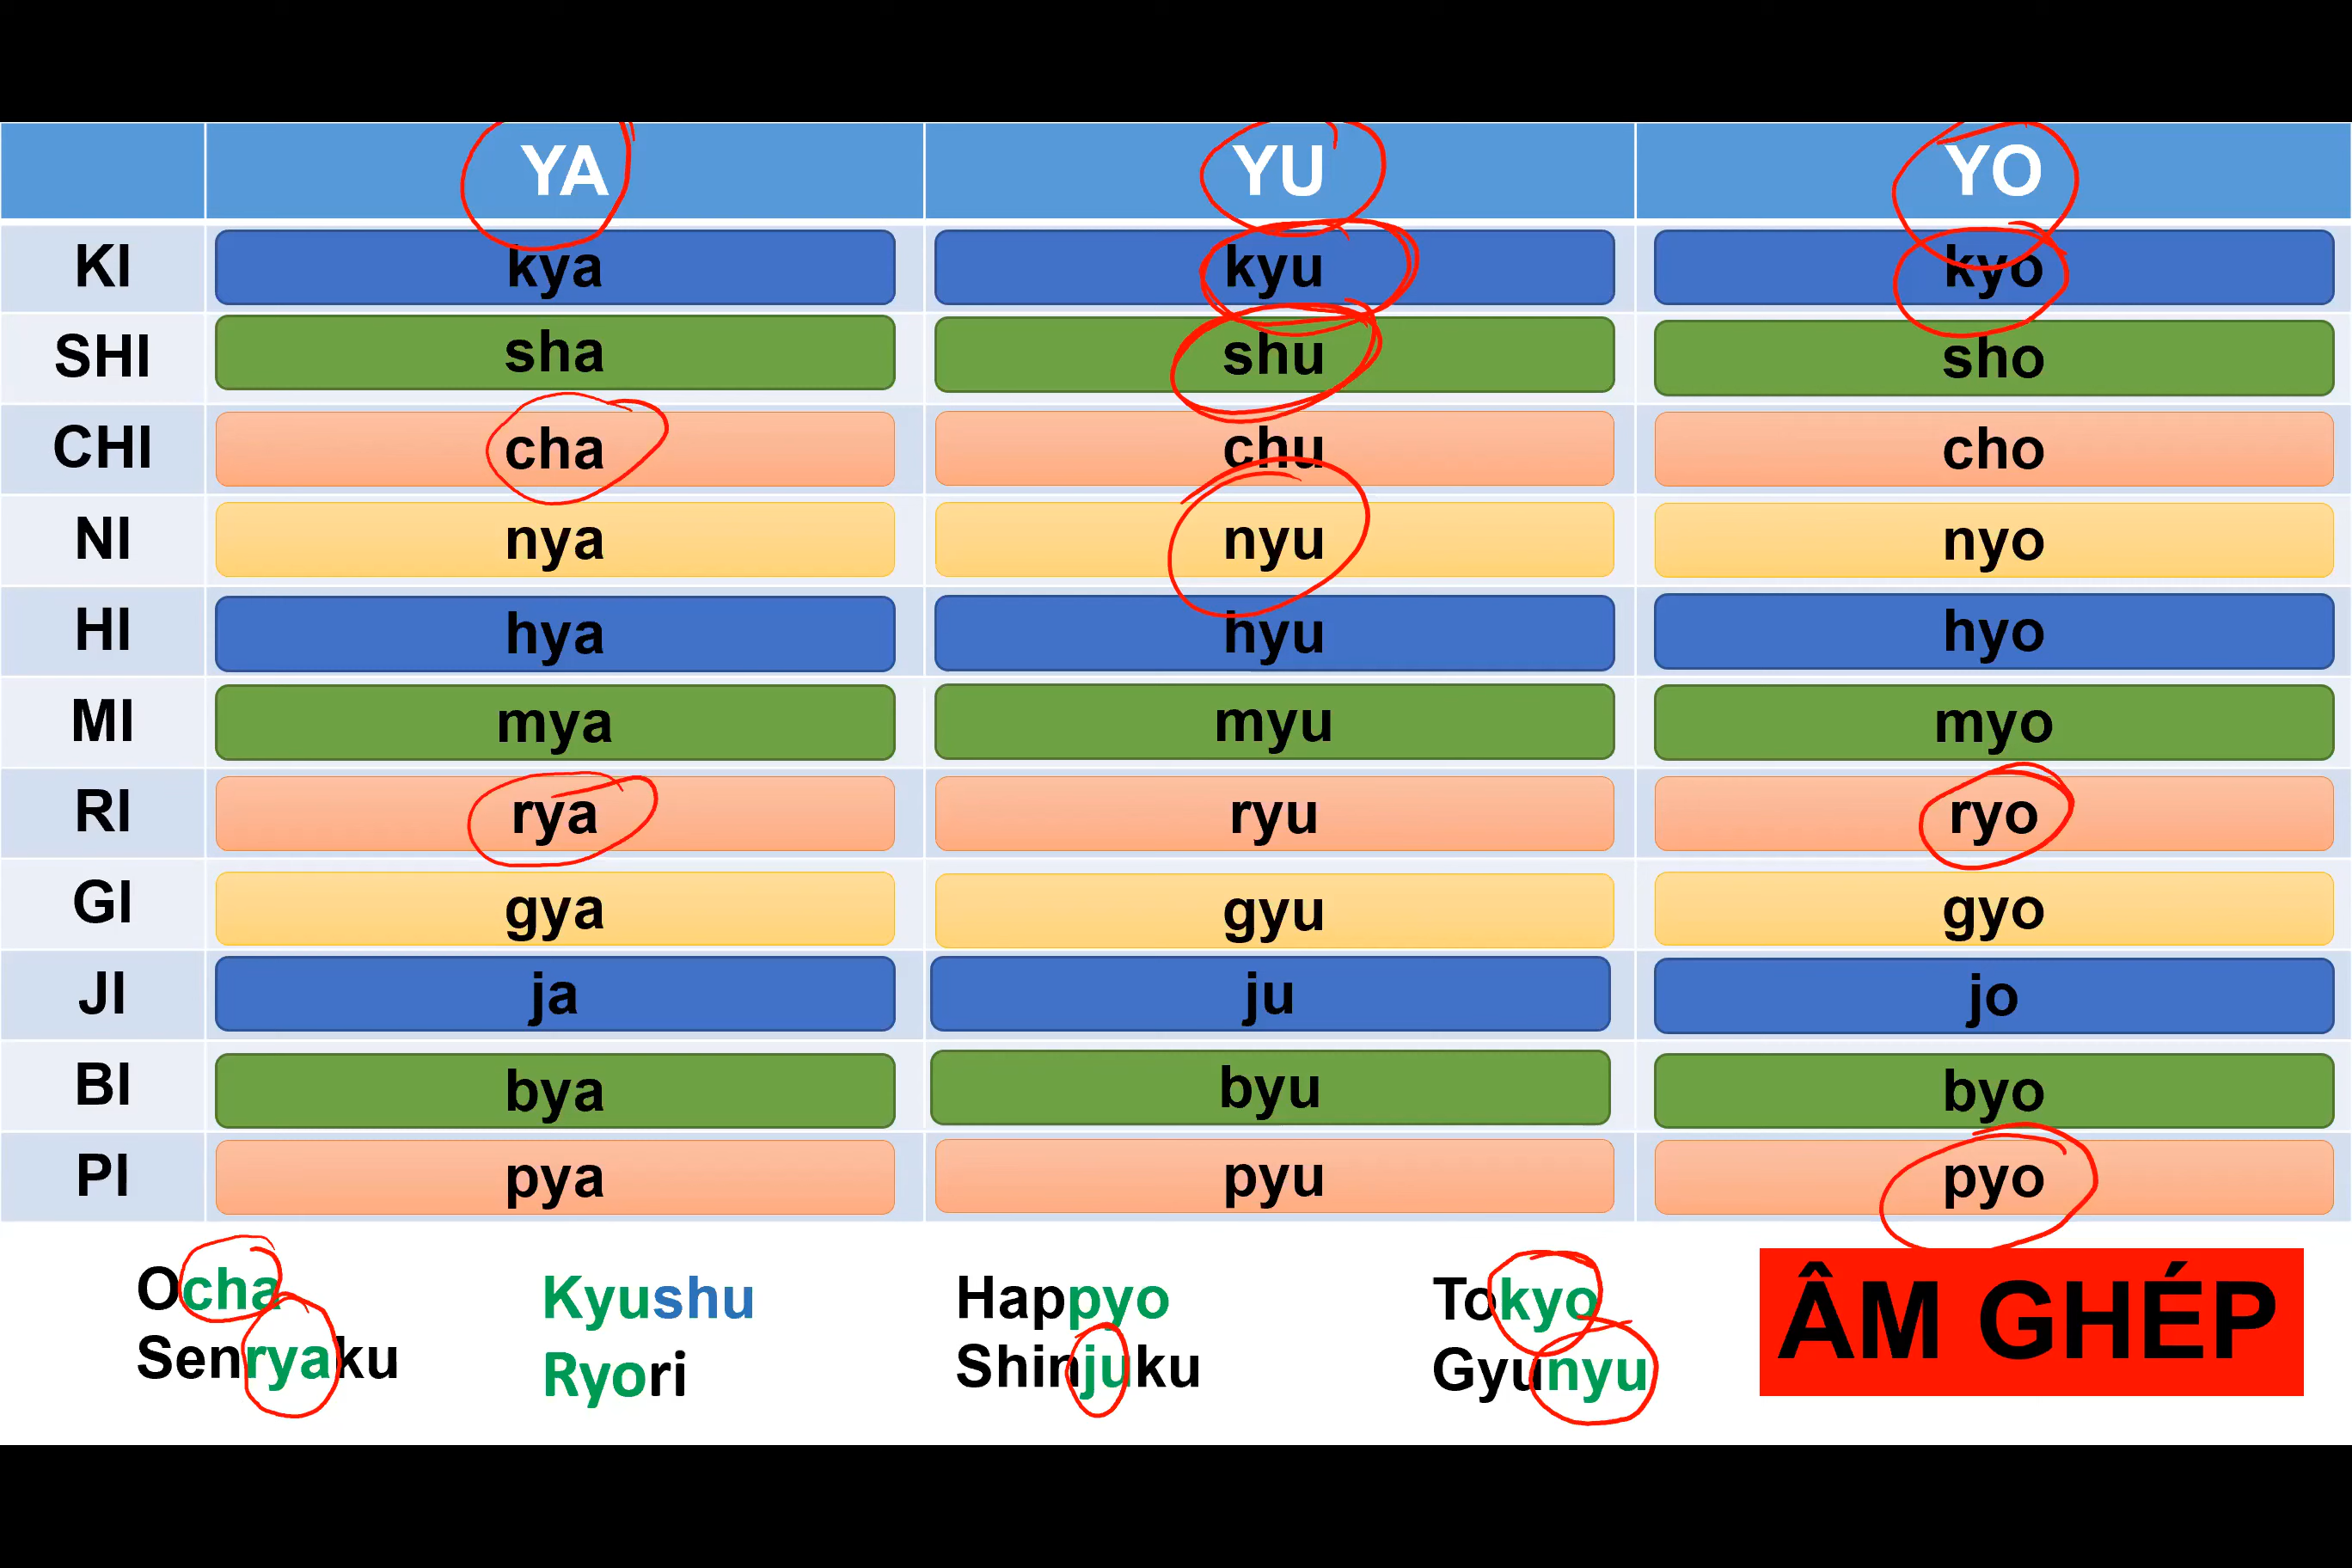 YA YU YO
KI kya kyu kyo
SHI sha shu sho
CHI cha chu cho
NI nya nyu nyo
HI hya hyu hyo
MI mya myu myo
RI rya ryu ryo
GI gya gyu gyo
JI ja ju jo
BI bya byu byo
PI pya pyu pyo
Ocha Kyushu Happyo Tokyo
Senryaku Ryori Shinjuku Gyunyu
ÂM GHÉP